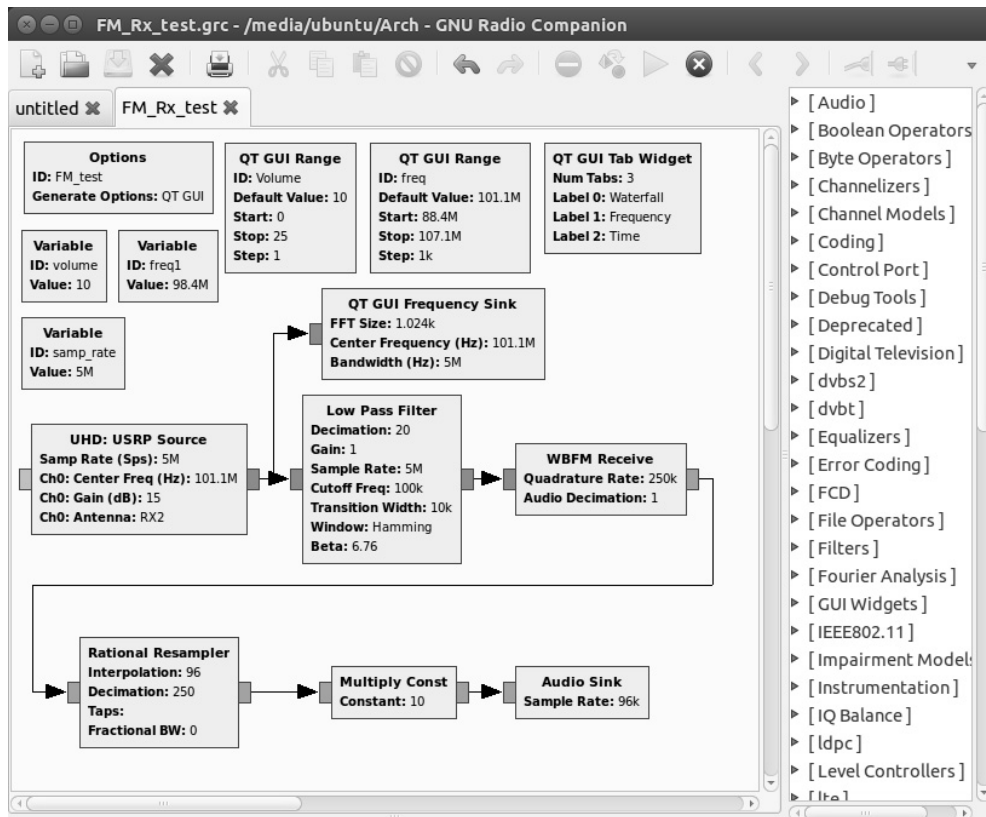 FM_Rx_test.grc - /media/ubuntu/Arch - GNU Radio Companion
untitled
FM_Rx_test
Options
ID: FM_test
Generate Options: QT GUI
QT GUI Range
ID: Volume
Default Value: 10
Start: 0
Stop: 25
Step: 1
QT GUI Range
ID: freq
Default Value: 101.1M
Start: 88.4M
Stop: 107.1M
Step: 1k
QT GUI Tab Widget
Num Tabs: 3
Label 0: Waterfall
Label 1: Frequency
Label 2: Time
Variable
ID: volume
Value: 10
Variable
ID: freq1
Value: 98.4M
Variable
ID: samp_rate
Value: 5M
QT GUI Frequency Sink
FFT Size: 1.024k
Center Frequency (Hz): 101.1M
Bandwidth (Hz): 5M
UHD: USRP Source
Samp Rate (Sps): 5M
Ch0: Center Freq (Hz): 101.1M
Ch0: Gain (dB): 15
Ch0: Antenna: RX2
Low Pass Filter
Decimation: 20
Gain: 1
Sample Rate: 5M
Cutoff Freq: 100k
Transition Width: 10k
Window: Hamming
Beta: 6.76
WBFM Receive
Quadrature Rate: 250k
Audio Decimation: 1
Rational Resampler
Interpolation: 96
Decimation: 250
Taps:
Fractional BW: 0
Multiply Const
Constant: 10
Audio Sink
Sample Rate: 96k
[ Audio ]
[ Boolean Operators
[ Byte Operators ]
[ Channelizers ]
[ Channel Models ]
[ Coding ]
[ Control Port ]
[ Debug Tools ]
[ Deprecated ]
[ Digital Television ]
[ dvbs2 ]
[ dvbt ]
[ Equalizers ]
[ Error Coding ]
[ FCD ]
[ File Operators ]
[ Filters ]
[ Fourier Analysis ]
[ GUI Widgets ]
[ IEEE802.11 ]
[ Impairment Models
[ Instrumentation ]
[ IQ Balance ]
[ ldpc ]
[ Level Controllers ]
[ lte ]